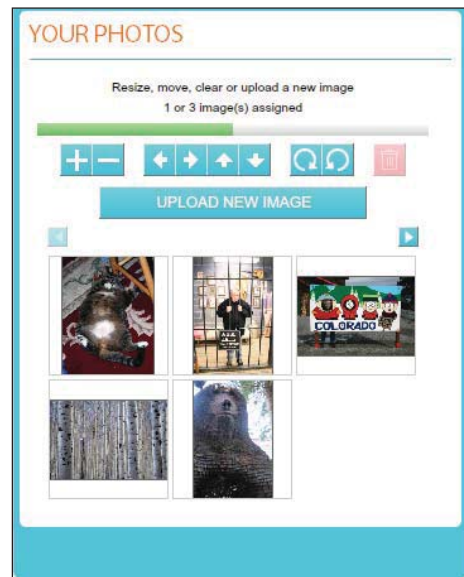 YOUR PHOTOS
Resize, move, clear or upload a new image
1 or 3 image(s) assigned
UPLOAD NEW IMAGE
COLORADO